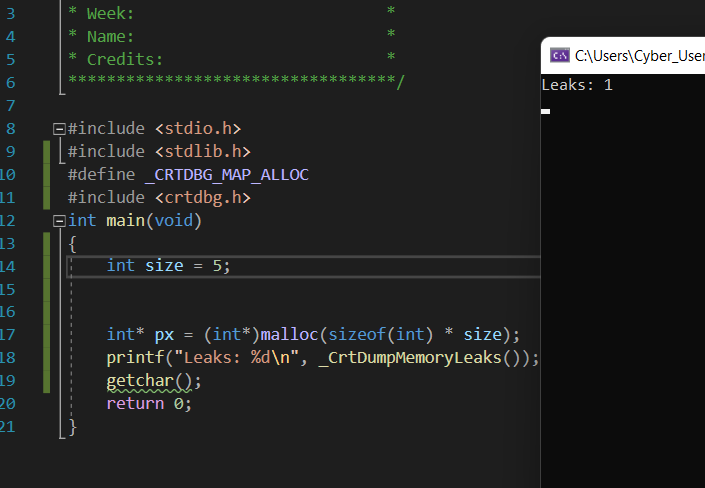 3 * Week: *
4 * Name: *
5 * Credits: *
6 **********************************/
7
8 #include <stdio.h>
9 #include <stdlib.h>
10 #define _CRTDBG_MAP_ALLOC
11 #include <crtdbg.h>
12 int main(void)
13 {
14 int size = 5;
15
16
17 int* px = (int*)malloc(sizeof(int) * size);
18 printf("Leaks: %d\n", _CrtDumpMemoryLeaks());
19 getchar();
20 return 0;
21 }
C:\Users\Cyber_User
Leaks: 1